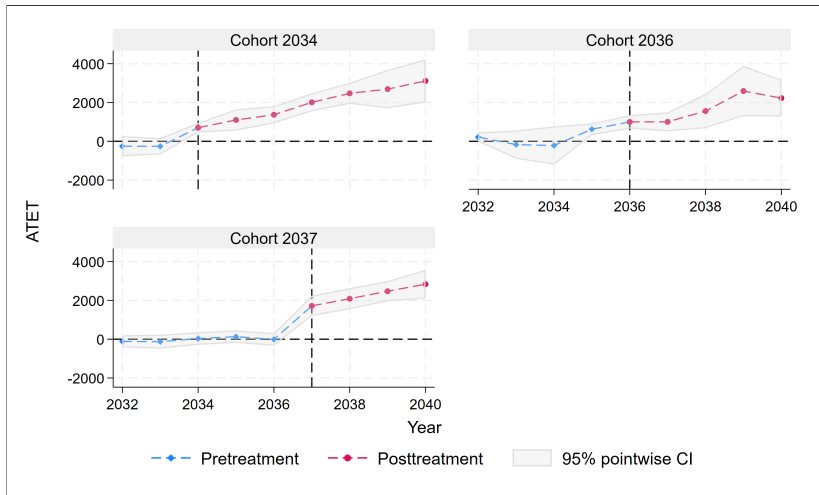 Cohort 2034
4000
2000
0
-2000
Cohort 2036
2032 2034 2036 2038 2040
ATET
Cohort 2037
4000
2000
0
-2000
2032 2034 2036 2038 2040
Year
Pretreatment Posttreatment 95% pointwise CI